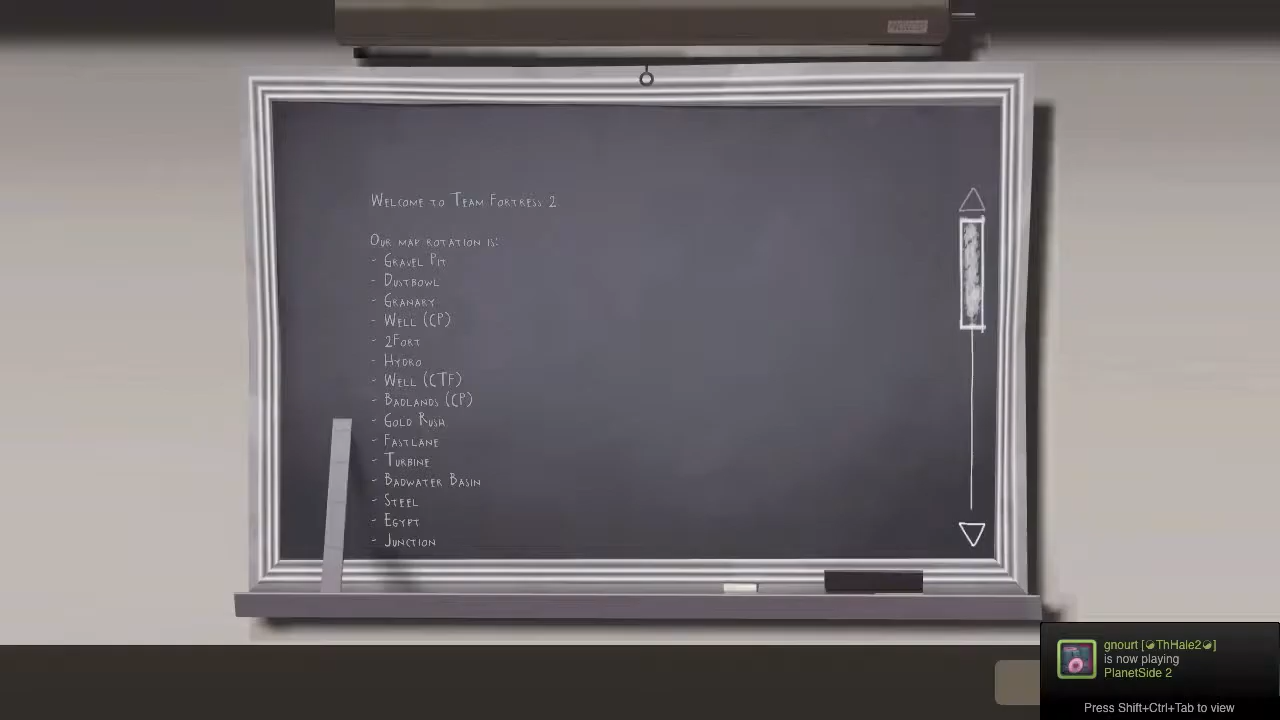 Welcome to Team Fortress 2
Our map rotation is:
- Gravel Pit
- Dustbowl
- Granary
- Well (CP)
- 2Fort
- Hydro
- Well (CTF)
- Badlands (CP)
- Gold Rush
- Fastlane
- Turbine
- Badwater Basin
- Steel
- Egypt
- Junction
gnourt [☯ThHale2☯]
is now playing
PlanetSide 2
Press Shift+Ctrl+Tab to view